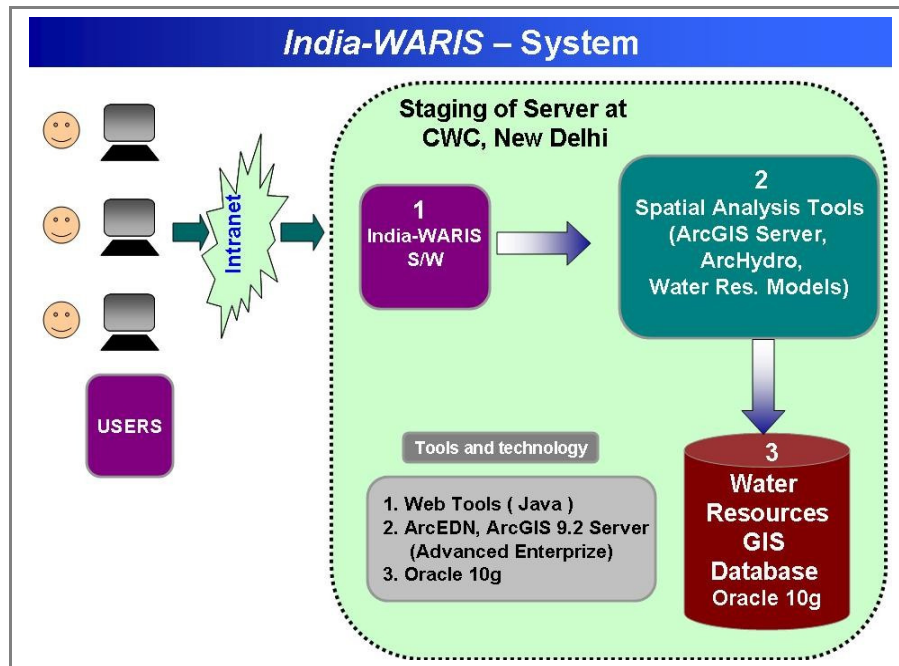 India-WARIS – System
Staging of Server at
CWC, New Delhi
Intranet
1
India-WARIS
S/W
2
Spatial Analysis Tools
(ArcGIS Server,
ArcHydro,
Water Res. Models)
USERS
Tools and technology
1. Web Tools ( Java )
2. ArcEDN, ArcGIS 9.2 Server
(Advanced Enterprize)
3. Oracle 10g
3
Water
Resources
GIS
Database
Oracle 10g